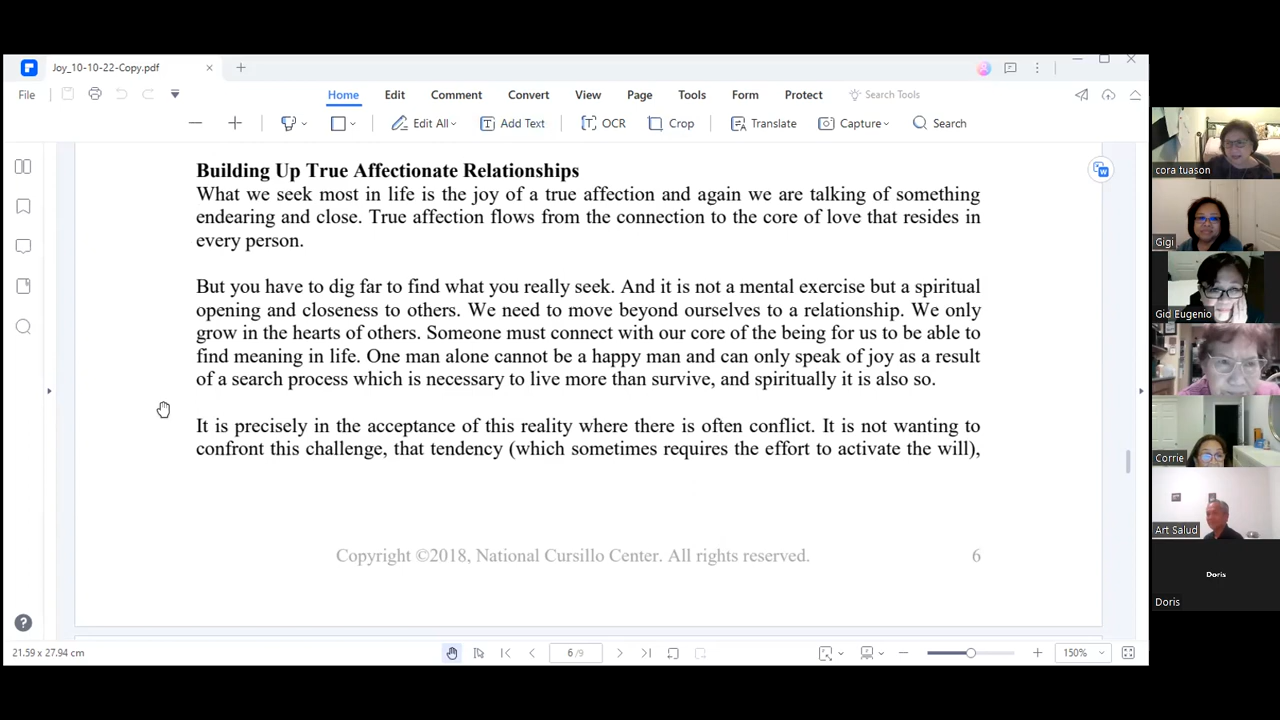 Joy_10-10-22-Copy.pdf
File
Home Edit Comment Convert View Page Tools Form Protect Search Tools
Edit All Add Text OCR Crop Translate Capture Search
Building Up True Affectionate Relationships
What we seek most in life is the joy of a true affection and again we are talking of something
endearing and close. True affection flows from the connection to the core of love that resides in
every person.
But you have to dig far to find what you really seek. And it is not a mental exercise but a spiritual
opening and closeness to others. We need to move beyond ourselves to a relationship. We only
grow in the hearts of others. Someone must connect with our core of the being for us to be able to
find meaning in life. One man alone cannot be a happy man and can only speak of joy as a result
of a search process which is necessary to live more than survive, and spiritually it is also so.
It is precisely in the acceptance of this reality where there is often conflict. It is not wanting to
confront this challenge, that tendency (which sometimes requires the effort to activate the will),
Copyright ©2018, National Cursillo Center. All rights reserved. 6
21.59 x 27.94 cm
6 /9
150%
cora tuason
Gigi
Gid Eugenio
Corrie
Art Salud
Doris
Doris